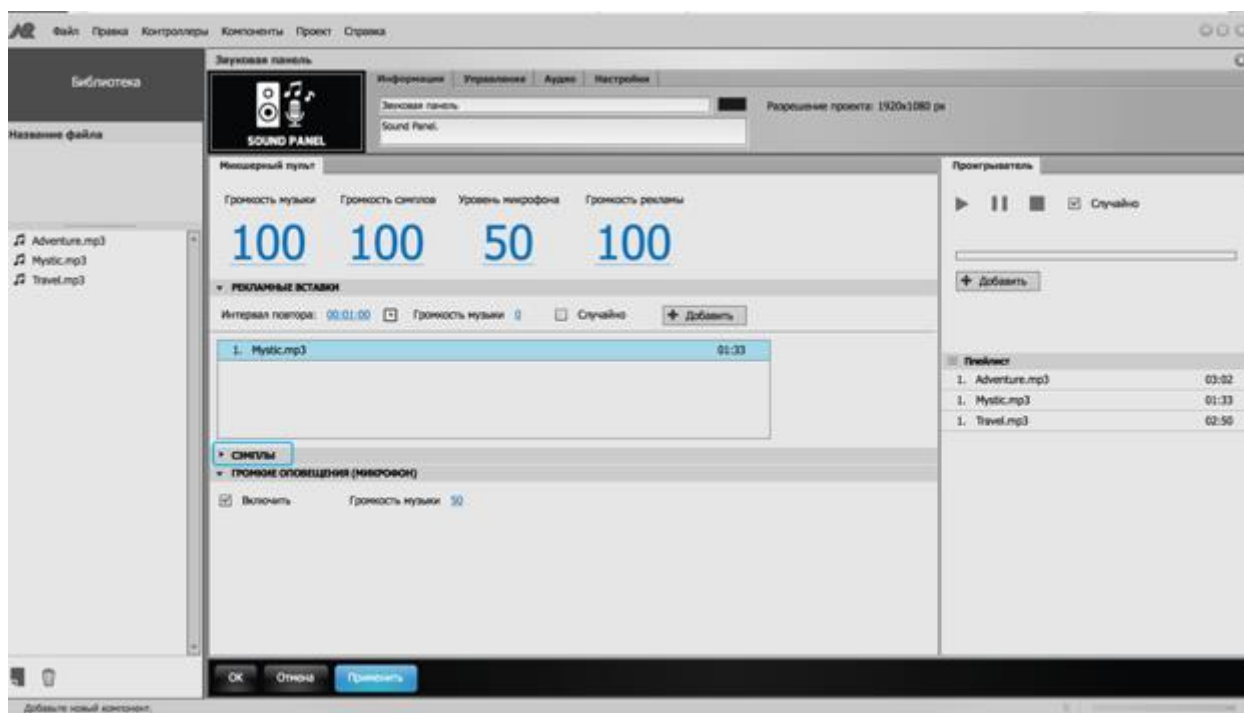 Файл Правка Контроллеры Компоненты Проект Справка
Библиотека
Название файла
Adventure.mp3
Mystic.mp3
Travel.mp3
Звуковая панель
SOUND PANEL
Информация Управление Аудио Настройки
Звуковая панель
Sound Panel.
Разрешение проекта: 1920x1080 px
Микшерный пульт
Громкость музыки Громкость сэмплов Уровень микрофона Громкость рекламы
100 100 50 100
РЕКЛАМНЫЕ ВСТАВКИ
Интервал повтора: 00:01:00 Громкость музыки 0 Случайно + Добавить
1. Mystic.mp3 01:33
СЭМПЛЫ
ГРОМКИЕ ОПОВЕЩЕНИЯ (МИКРОФОН)
Включить Громкость музыки 50
Проигрыватель
Случайно
+ Добавить
Плейлист
1. Adventure.mp3 03:02
1. Mystic.mp3 01:33
1. Travel.mp3 02:50
ОК Отмена Применить
Добавьте новый компонент.